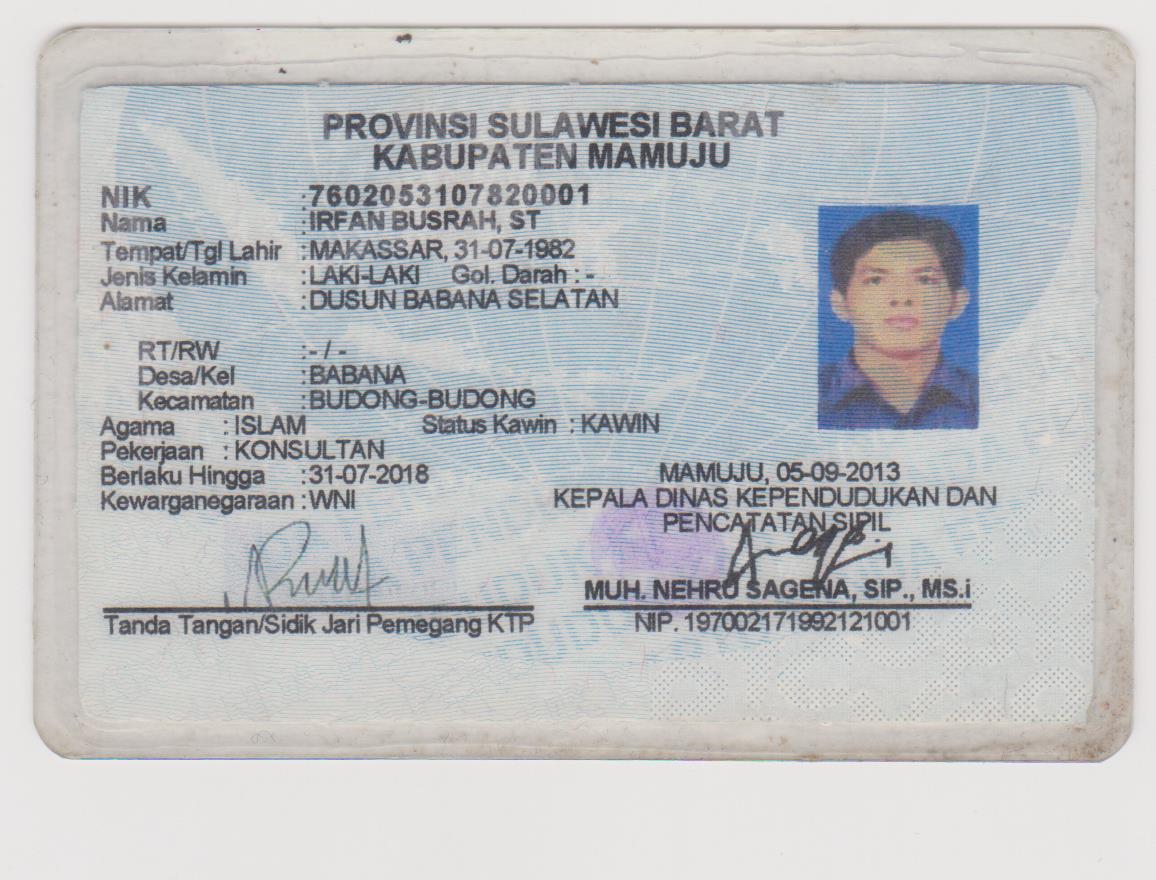 PROVINSI SULAWESI BARAT
KABUPATEN MAMUJU
NIK :7602053107820001
Nama :IRFAN BUSRAH, ST
Tempat/Tgl Lahir :MAKASSAR, 31-07-1982
Jenis Kelamin :LAKI-LAKI Gol. Darah : -
Alamat :DUSUN BABANA SELATAN
RT/RW :- / -
Desa/Kel :BABANA
Kecamatan :BUDONG-BUDONG
Agama : ISLAM Status Kawin : KAWIN
Pekerjaan : KONSULTAN
Berlaku Hingga :31-07-2018
Kewarganegaraan :WNI
MAMUJU, 05-09-2013
KEPALA DINAS KEPENDUDUKAN DAN
PENCATATAN SIPIL
MUH. NEHRU SAGENA, SIP., MS.i
NIP. 197002171992121001
Tanda Tangan/Sidik Jari Pemegang KTP